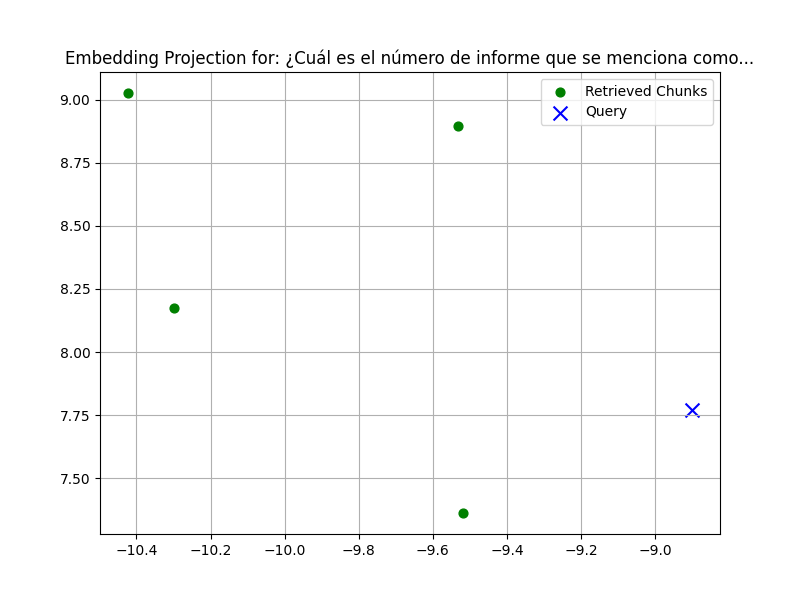 Embedding Projection for: ¿Cuál es el número de informe que se menciona como...
Retrieved Chunks
Query
9.00
8.75
8.50
8.25
8.00
7.75
7.50
−10.4 −10.2 −10.0 −9.8 −9.6 −9.4 −9.2 −9.0